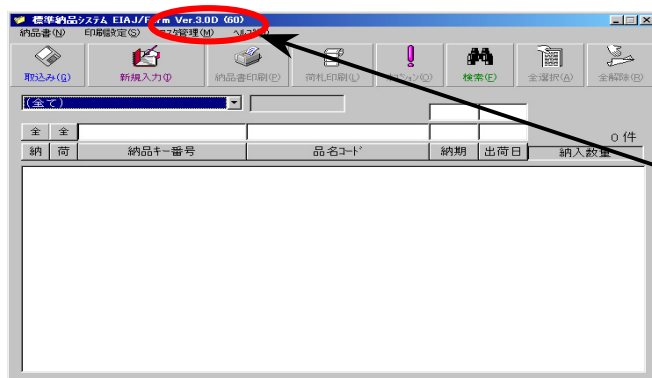 標準納品システム EIAJ/Form Ver.3.0D (60)
納品書(N) 印刷設定(S) マスタ管理(M)
取込み(G) 新規入力(I) 納品書印刷(P) 荷札印刷(L) オプション(O) 検索(F) 全選択(A) 全解除(R)
(全て)
全 全 0 件
納 荷 納品キー番号 品名コード 納期 出荷日 納入数量